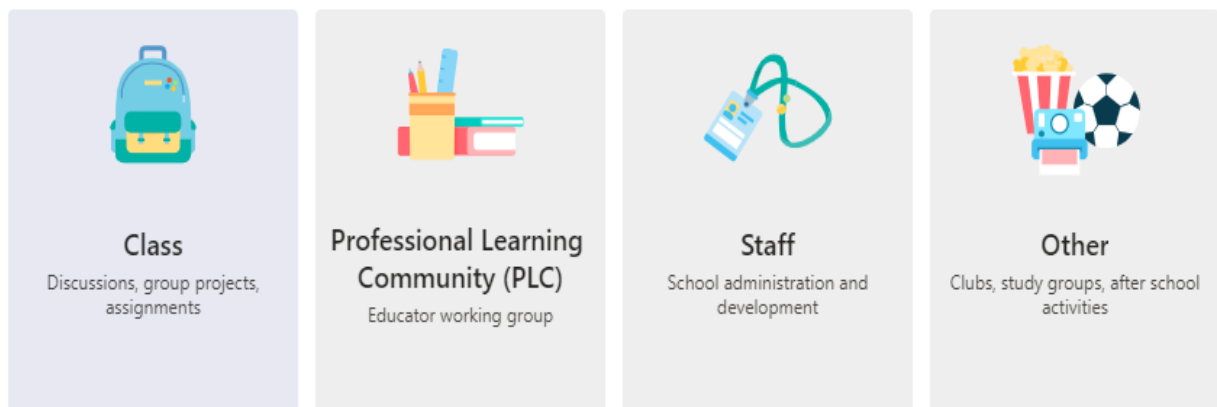 Class
Discussions, group projects,
assignments
Professional Learning
Community (PLC)
Educator working group
Staff
School administration and
development
Other
Clubs, study groups, after school
activities